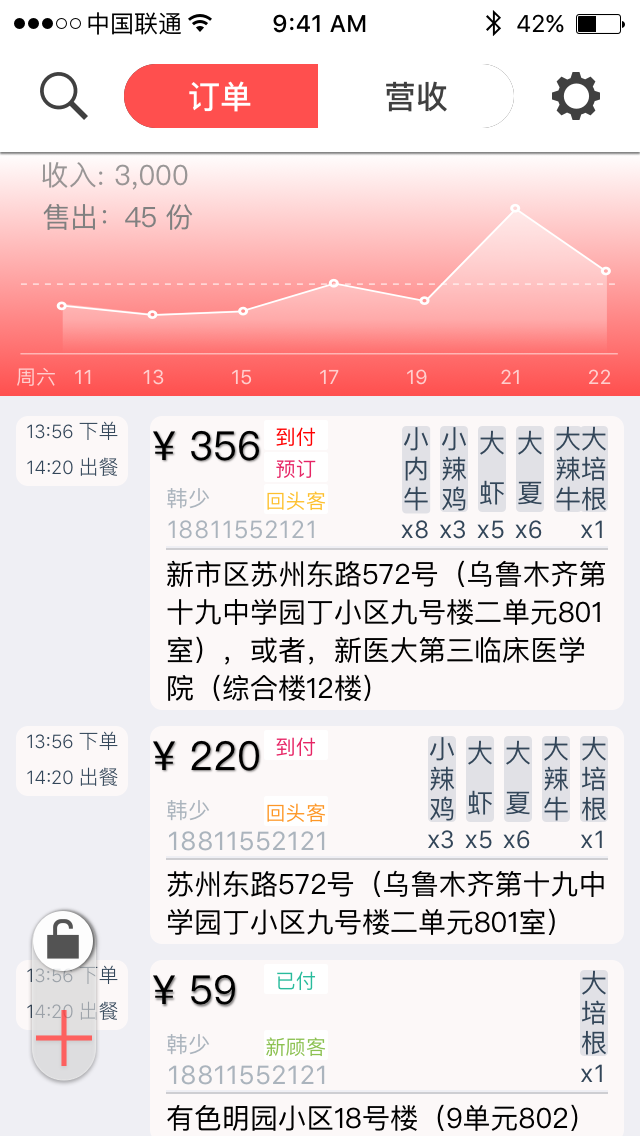 中国联通 9:41 AM 42%
订单 营收
收入: 3,000
售出：45 份
周六 11 13 15 17 19 21 22
13:56 下单
14:20 出餐
¥ 356
到付
预订
回头客
韩少
18811552121
小内牛 小辣鸡 大虾 大夏 大辣牛 大培根
x8 x3 x5 x6 x1
新市区苏州东路572号（乌鲁木齐第
十九中学园丁小区九号楼二单元801
室），或者，新医大第三临床医学
院（综合楼12楼）
13:56 下单
14:20 出餐
¥ 220
到付
回头客
韩少
18811552121
小辣鸡 大虾 大夏 大辣牛 大培根
x3 x5 x6 x1
苏州东路572号（乌鲁木齐第十九中
学园丁小区九号楼二单元801室）
13:56 下单
14:20 出餐
¥ 59
已付
新顾客
韩少
18811552121
大培根
x1
有色明园小区18号楼（9单元802）